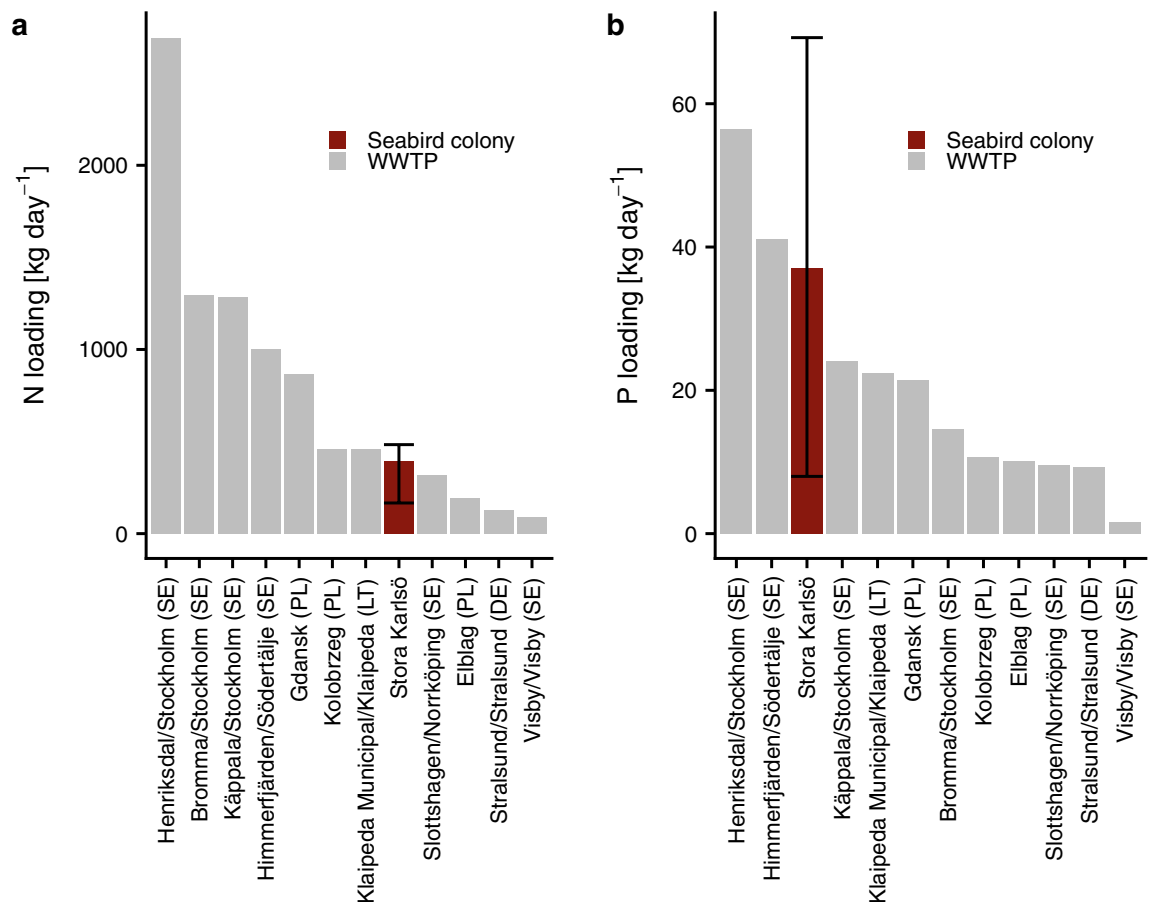 a
N loading [kg day⁻¹]
2000
1000
0
Seabird colony
WWTP
Henriksdal/Stockholm (SE)
Bromma/Stockholm (SE)
Käppala/Stockholm (SE)
Himmerfjärden/Södertälje (SE)
Gdansk (PL)
Kolobrzeg (PL)
Klaipeda Municipal/Klaipeda (LT)
Stora Karlsö
Slottshagen/Norrköping (SE)
Elblag (PL)
Stralsund/Stralsund (DE)
Visby/Visby (SE)
b
P loading [kg day⁻¹]
60
40
20
0
Seabird colony
WWTP
Henriksdal/Stockholm (SE)
Himmerfjärden/Södertälje (SE)
Stora Karlsö
Käppala/Stockholm (SE)
Klaipeda Municipal/Klaipeda (LT)
Gdansk (PL)
Bromma/Stockholm (SE)
Kolobrzeg (PL)
Elblag (PL)
Slottshagen/Norrköping (SE)
Stralsund/Stralsund (DE)
Visby/Visby (SE)